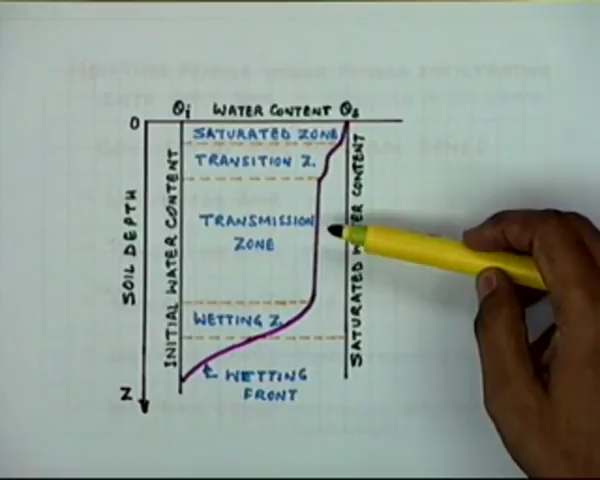 θi WATER CONTENT θs
0
SATURATED ZONE
TRANSITION Z.
TRANSMISSION
ZONE
WETTING Z.
WETTING
FRONT
SOIL DEPTH
Z
INITIAL WATER CONTENT
SATURATED WATER CONTENT